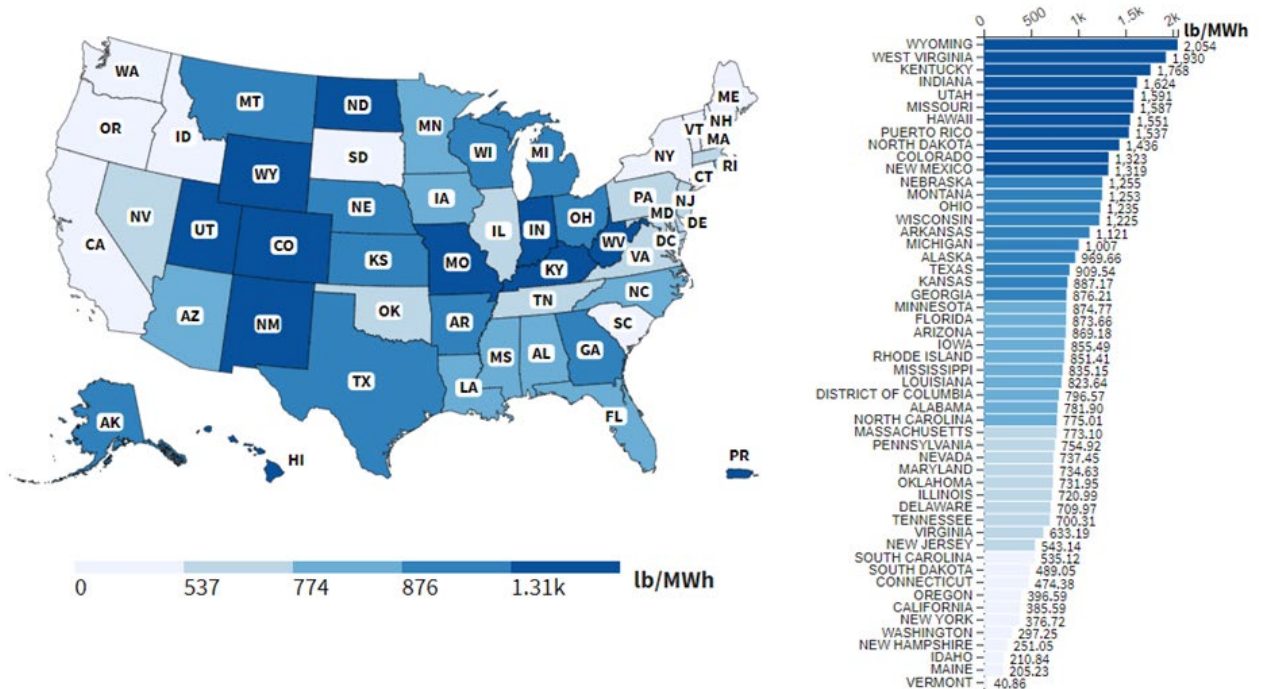 WA
MT
ND
MN
OR
ID
SD
WI
MI
ME
VT
NH
MA
NY
RI
CT
WY
NE
IA
PA
NJ
NV
UT
CO
IL
IN
OH
MD
DE
DC
CA
KS
MO
WV
VA
KY
AZ
NM
OK
TN
NC
AR
SC
MS
AL
GA
TX
LA
FL
AK
HI
PR
0
537
774
876
1.31k
lb/MWh
0
500
1k
1.5k
2k
lb/MWh
WYOMING 2,054
WEST VIRGINIA 1,930
KENTUCKY 1,768
INDIANA 1,624
UTAH 1,591
MISSOURI 1,587
HAWAII 1,551
PUERTO RICO 1,537
NORTH DAKOTA 1,436
COLORADO 1,323
NEW MEXICO 1,319
NEBRASKA 1,255
MONTANA 1,253
OHIO 1,235
WISCONSIN 1,225
ARKANSAS 1,121
MICHIGAN 1,007
ALASKA 969.66
TEXAS 909.54
KANSAS 887.17
GEORGIA 876.21
MINNESOTA 874.77
FLORIDA 873.66
ARIZONA 869.18
IOWA 855.49
RHODE ISLAND 851.41
MISSISSIPPI 835.15
LOUISIANA 823.64
DISTRICT OF COLUMBIA 796.57
ALABAMA 781.90
NORTH CAROLINA 775.01
MASSACHUSETTS 773.10
PENNSYLVANIA 754.92
NEVADA 737.45
MARYLAND 734.63
OKLAHOMA 731.95
ILLINOIS 720.99
DELAWARE 709.97
TENNESSEE 700.31
VIRGINIA 633.19
NEW JERSEY 543.14
SOUTH CAROLINA 535.12
SOUTH DAKOTA 489.05
CONNECTICUT 474.38
OREGON 396.59
CALIFORNIA 385.59
NEW YORK 376.72
WASHINGTON 297.25
NEW HAMPSHIRE 251.05
IDAHO 210.84
MAINE 205.23
VERMONT 40.86